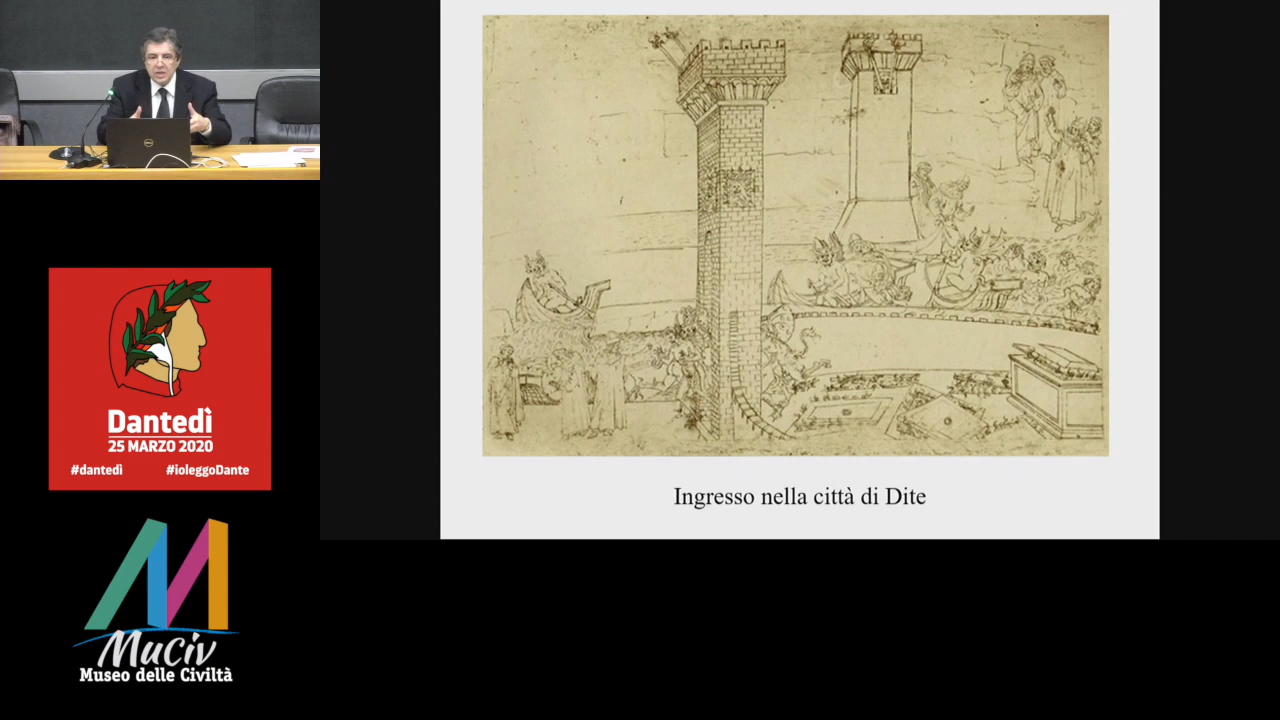 Ingresso nella città di Dite
Dantedì
25 MARZO 2020
#dantedì #ioleggoDante
MuCiv
Museo delle Civiltà